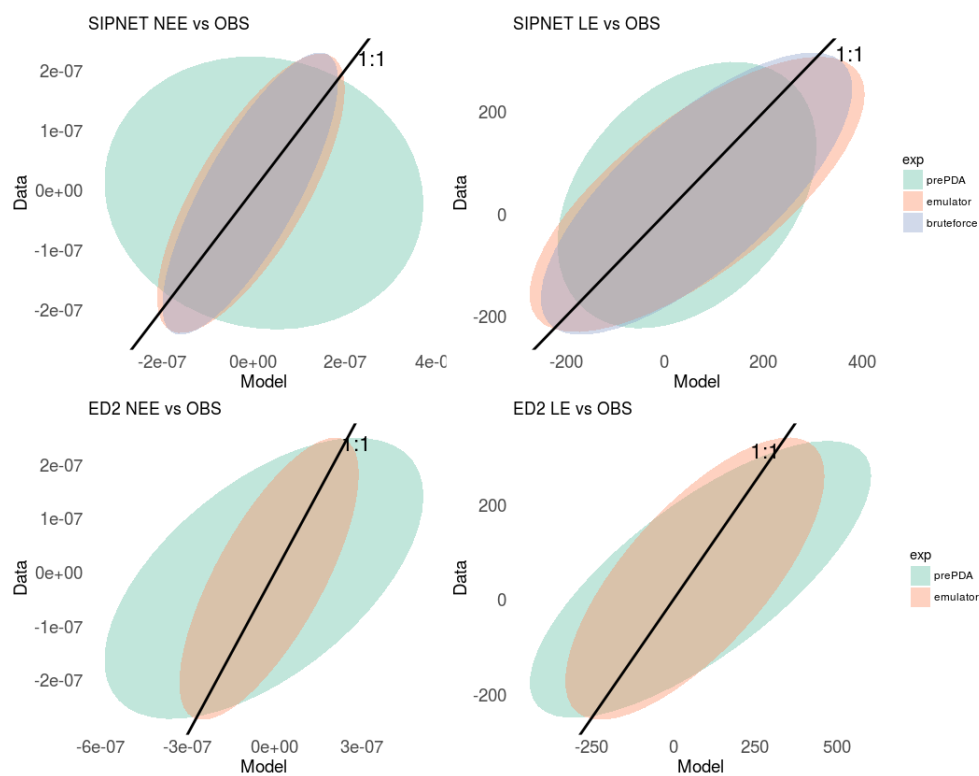 SIPNET NEE vs OBS
1:1
2e-07
1e-07
0e+00
-1e-07
-2e-07
Data
-2e-07 0e+00 2e-07 4e-0
Model
SIPNET LE vs OBS
1:1
200
0
-200
Data
-200 0 200 400
Model
exp
prePDA
emulator
bruteforce
ED2 NEE vs OBS
1:1
2e-07
1e-07
0e+00
-1e-07
-2e-07
Data
-6e-07 -3e-07 0e+00 3e-07
Model
ED2 LE vs OBS
1:1
200
0
-200
Data
-250 0 250 500
Model
exp
prePDA
emulator